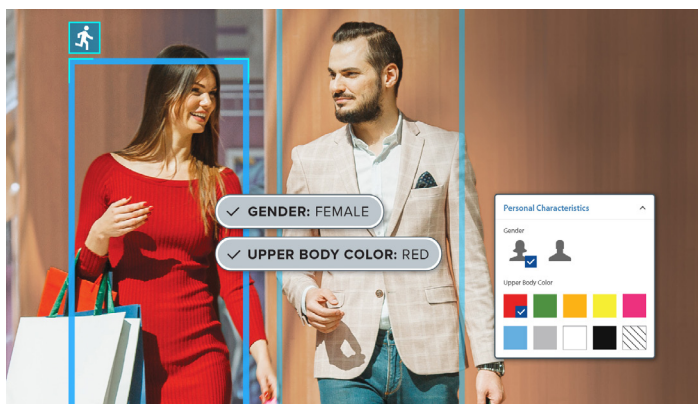 GENDER: FEMALE
UPPER BODY COLOR: RED
Personal Characteristics
Gender
Upper Body Color